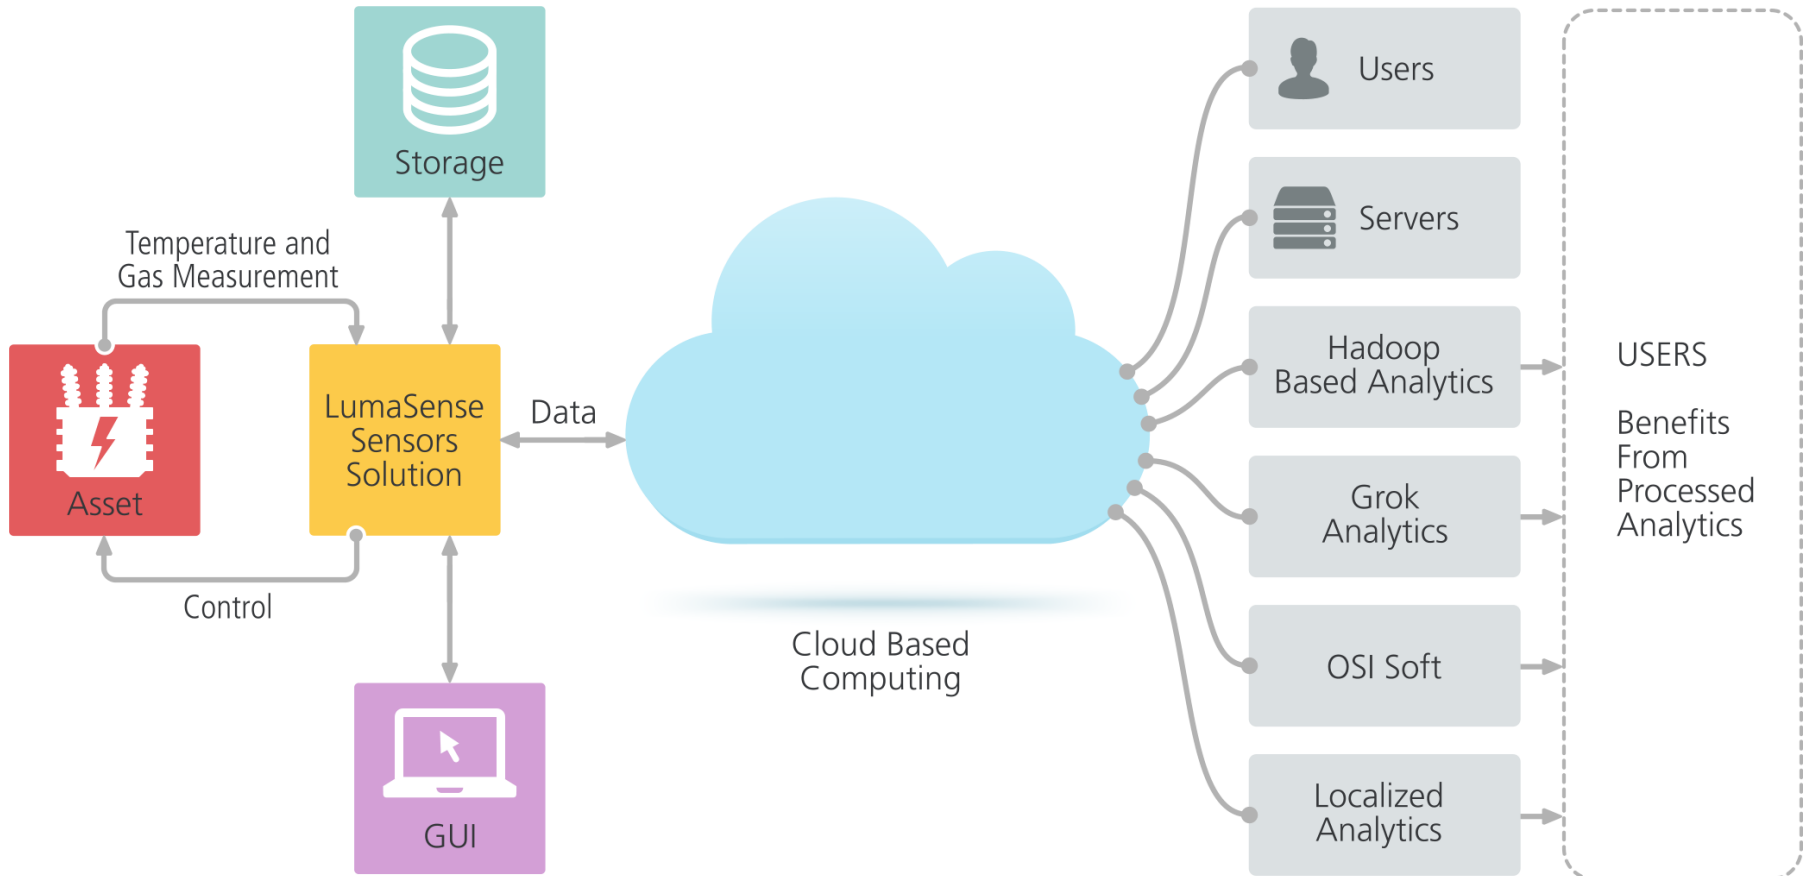 Storage
Temperature and
Gas Measurement
Asset
LumaSense
Sensors
Solution
Data
Control
GUI
Cloud Based
Computing
Users
Servers
Hadoop
Based Analytics
Grok
Analytics
OSI Soft
Localized
Analytics
USERS
Benefits
From
Processed
Analytics